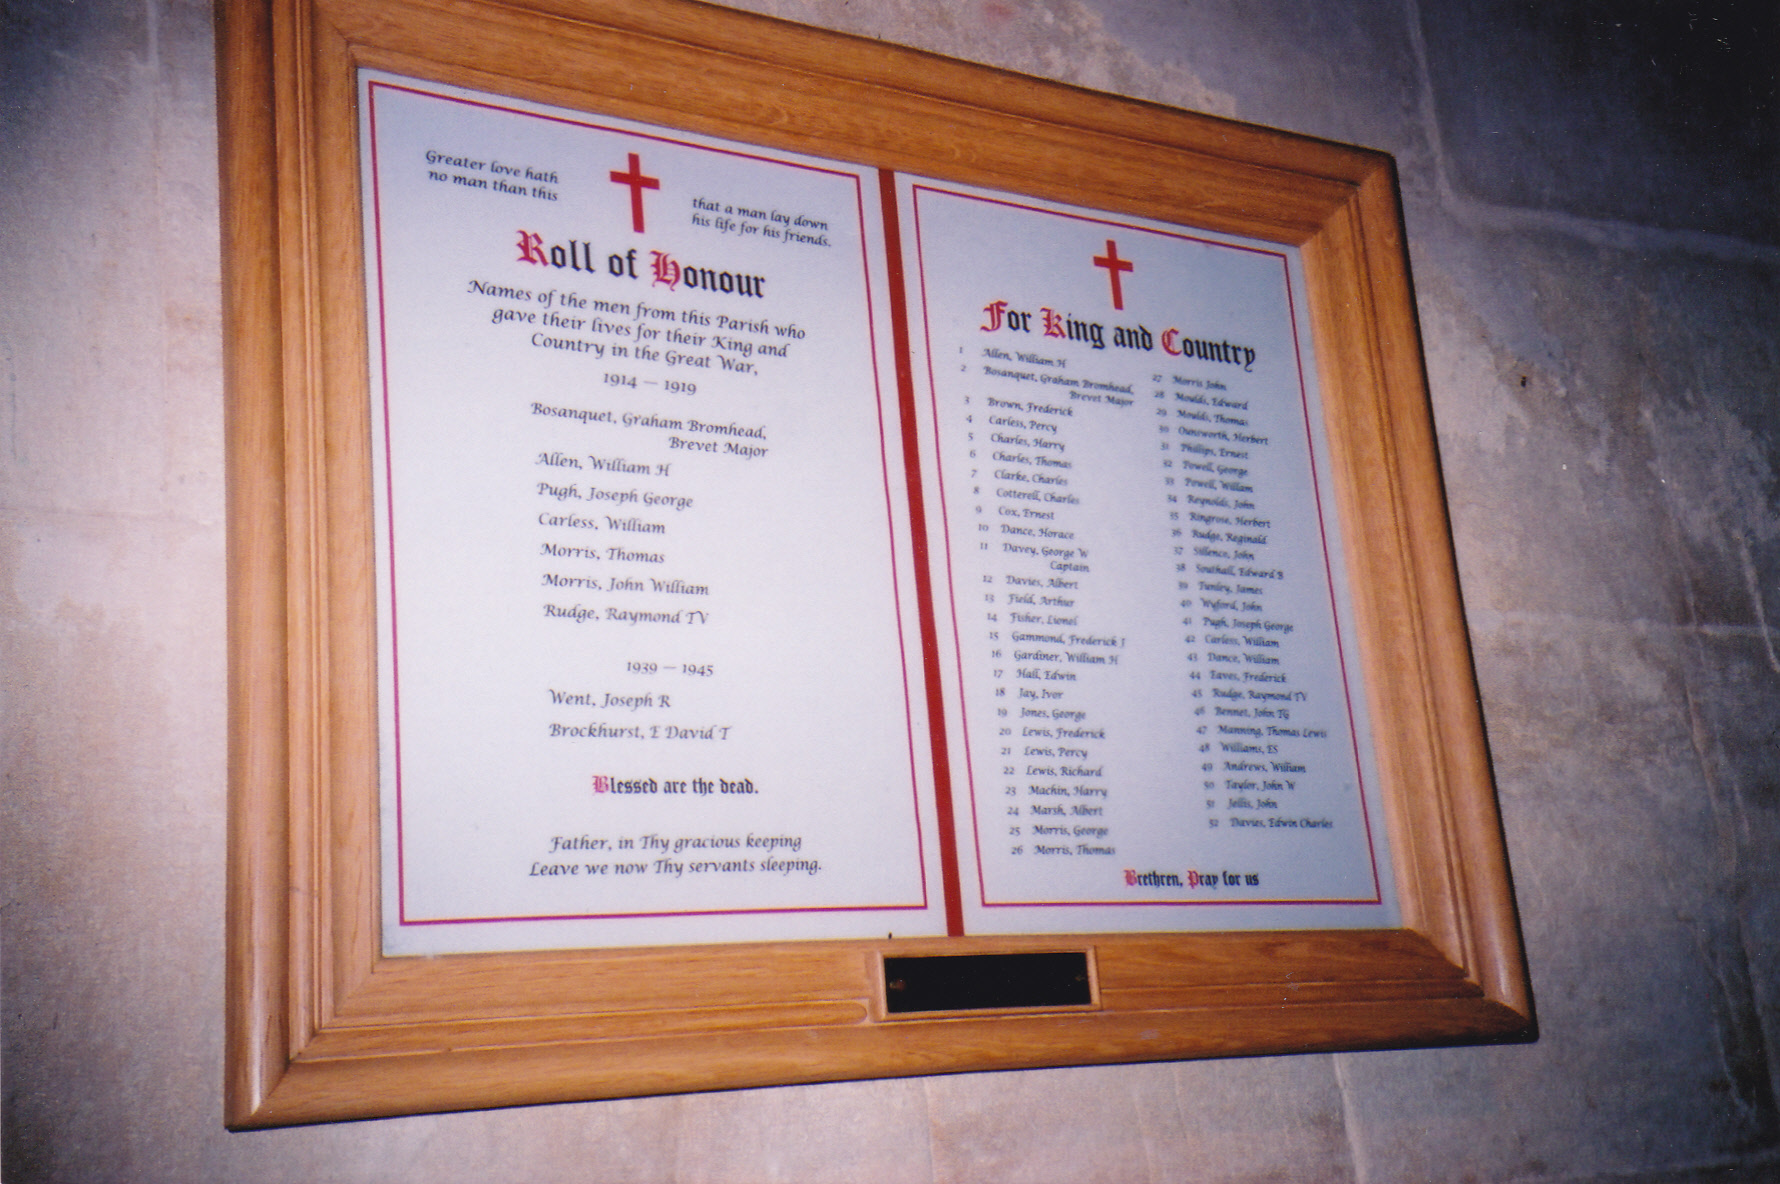 Greater love hath
no man than this
that a man lay down
his life for his friends.
Roll of Honour
Names of the men from this Parish who
gave their lives for their King and
Country in the Great War,
1914 — 1919
Bosanquet, Graham Bromhead,
Brevet Major
Allen, William H
Pugh, Joseph George
Carless, William
Morris, Thomas
Morris, John William
Rudge, Raymond TV
1939 — 1945
Went, Joseph R
Brockhurst, E David T
Blessed are the dead.
Father, in Thy gracious keeping
Leave we now Thy servants sleeping.
For King and Country
1 Allen, William H
2 Bosanquet, Graham Bromhead,
Brevet Major
3 Brown, Frederick
4 Carless, Percy
5 Charles, Harry
6 Charles, Thomas
7 Clarke, Charles
8 Cotterell, Charles
9 Cox, Ernest
10 Dance, Horace
11 Davey, George W
Captain
12 Davies, Albert
13 Field, Arthur
14 Fisher, Lionel
15 Gammond, Frederick J
16 Gardiner, William H
17 Hall, Edwin
18 Jay, Ivor
19 Jones, George
20 Lewis, Frederick
21 Lewis, Percy
22 Lewis, Richard
23 Machin, Harry
24 Marsh, Albert
25 Morris, George
26 Morris, Thomas
27 Morris John
28 Moulds, Edward
29 Moulds, Thomas
30 Herbert
31 Phillips, Ernest
32 Powell, George
33 Powell, William
34 Reynolds, John
35 Ringrose, Herbert
36 Rudge, Reginald
37 Sillence, John
38 Southall, Edward B
39 James
40 John
41 Pugh, Joseph George
42 Carless, William
43 Dance, William
44 Eaves, Frederick
45 Rudge, Raymond TV
46 Bennet, John TG
47 Manning, Thomas Lewis
48 Williams, ES
49 Andrews, William
50 Taylor, John W
51 Jellis, John
52 Davies, Edwin Charles
Brethren, Pray for us